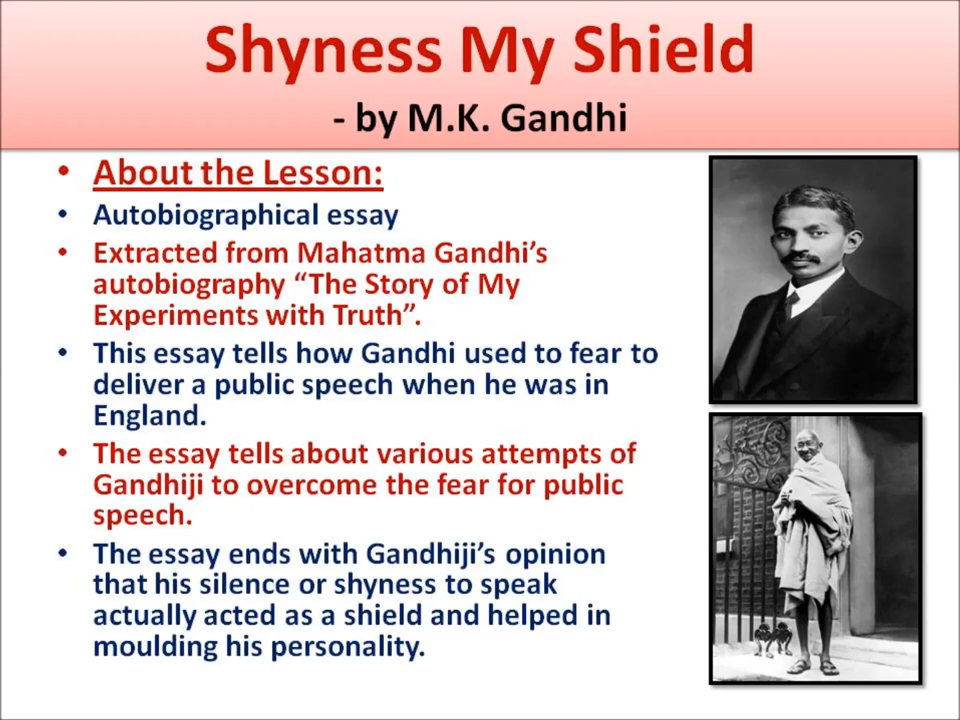 Shyness My Shield
- by M.K. Gandhi
• About the Lesson:
• Autobiographical essay
• Extracted from Mahatma Gandhi's
autobiography “The Story of My
Experiments with Truth”.
• This essay tells how Gandhi used to fear to
deliver a public speech when he was in
England.
• The essay tells about various attempts of
Gandhiji to overcome the fear for public
speech.
• The essay ends with Gandhiji's opinion
that his silence or shyness to speak
actually acted as a shield and helped in
moulding his personality.